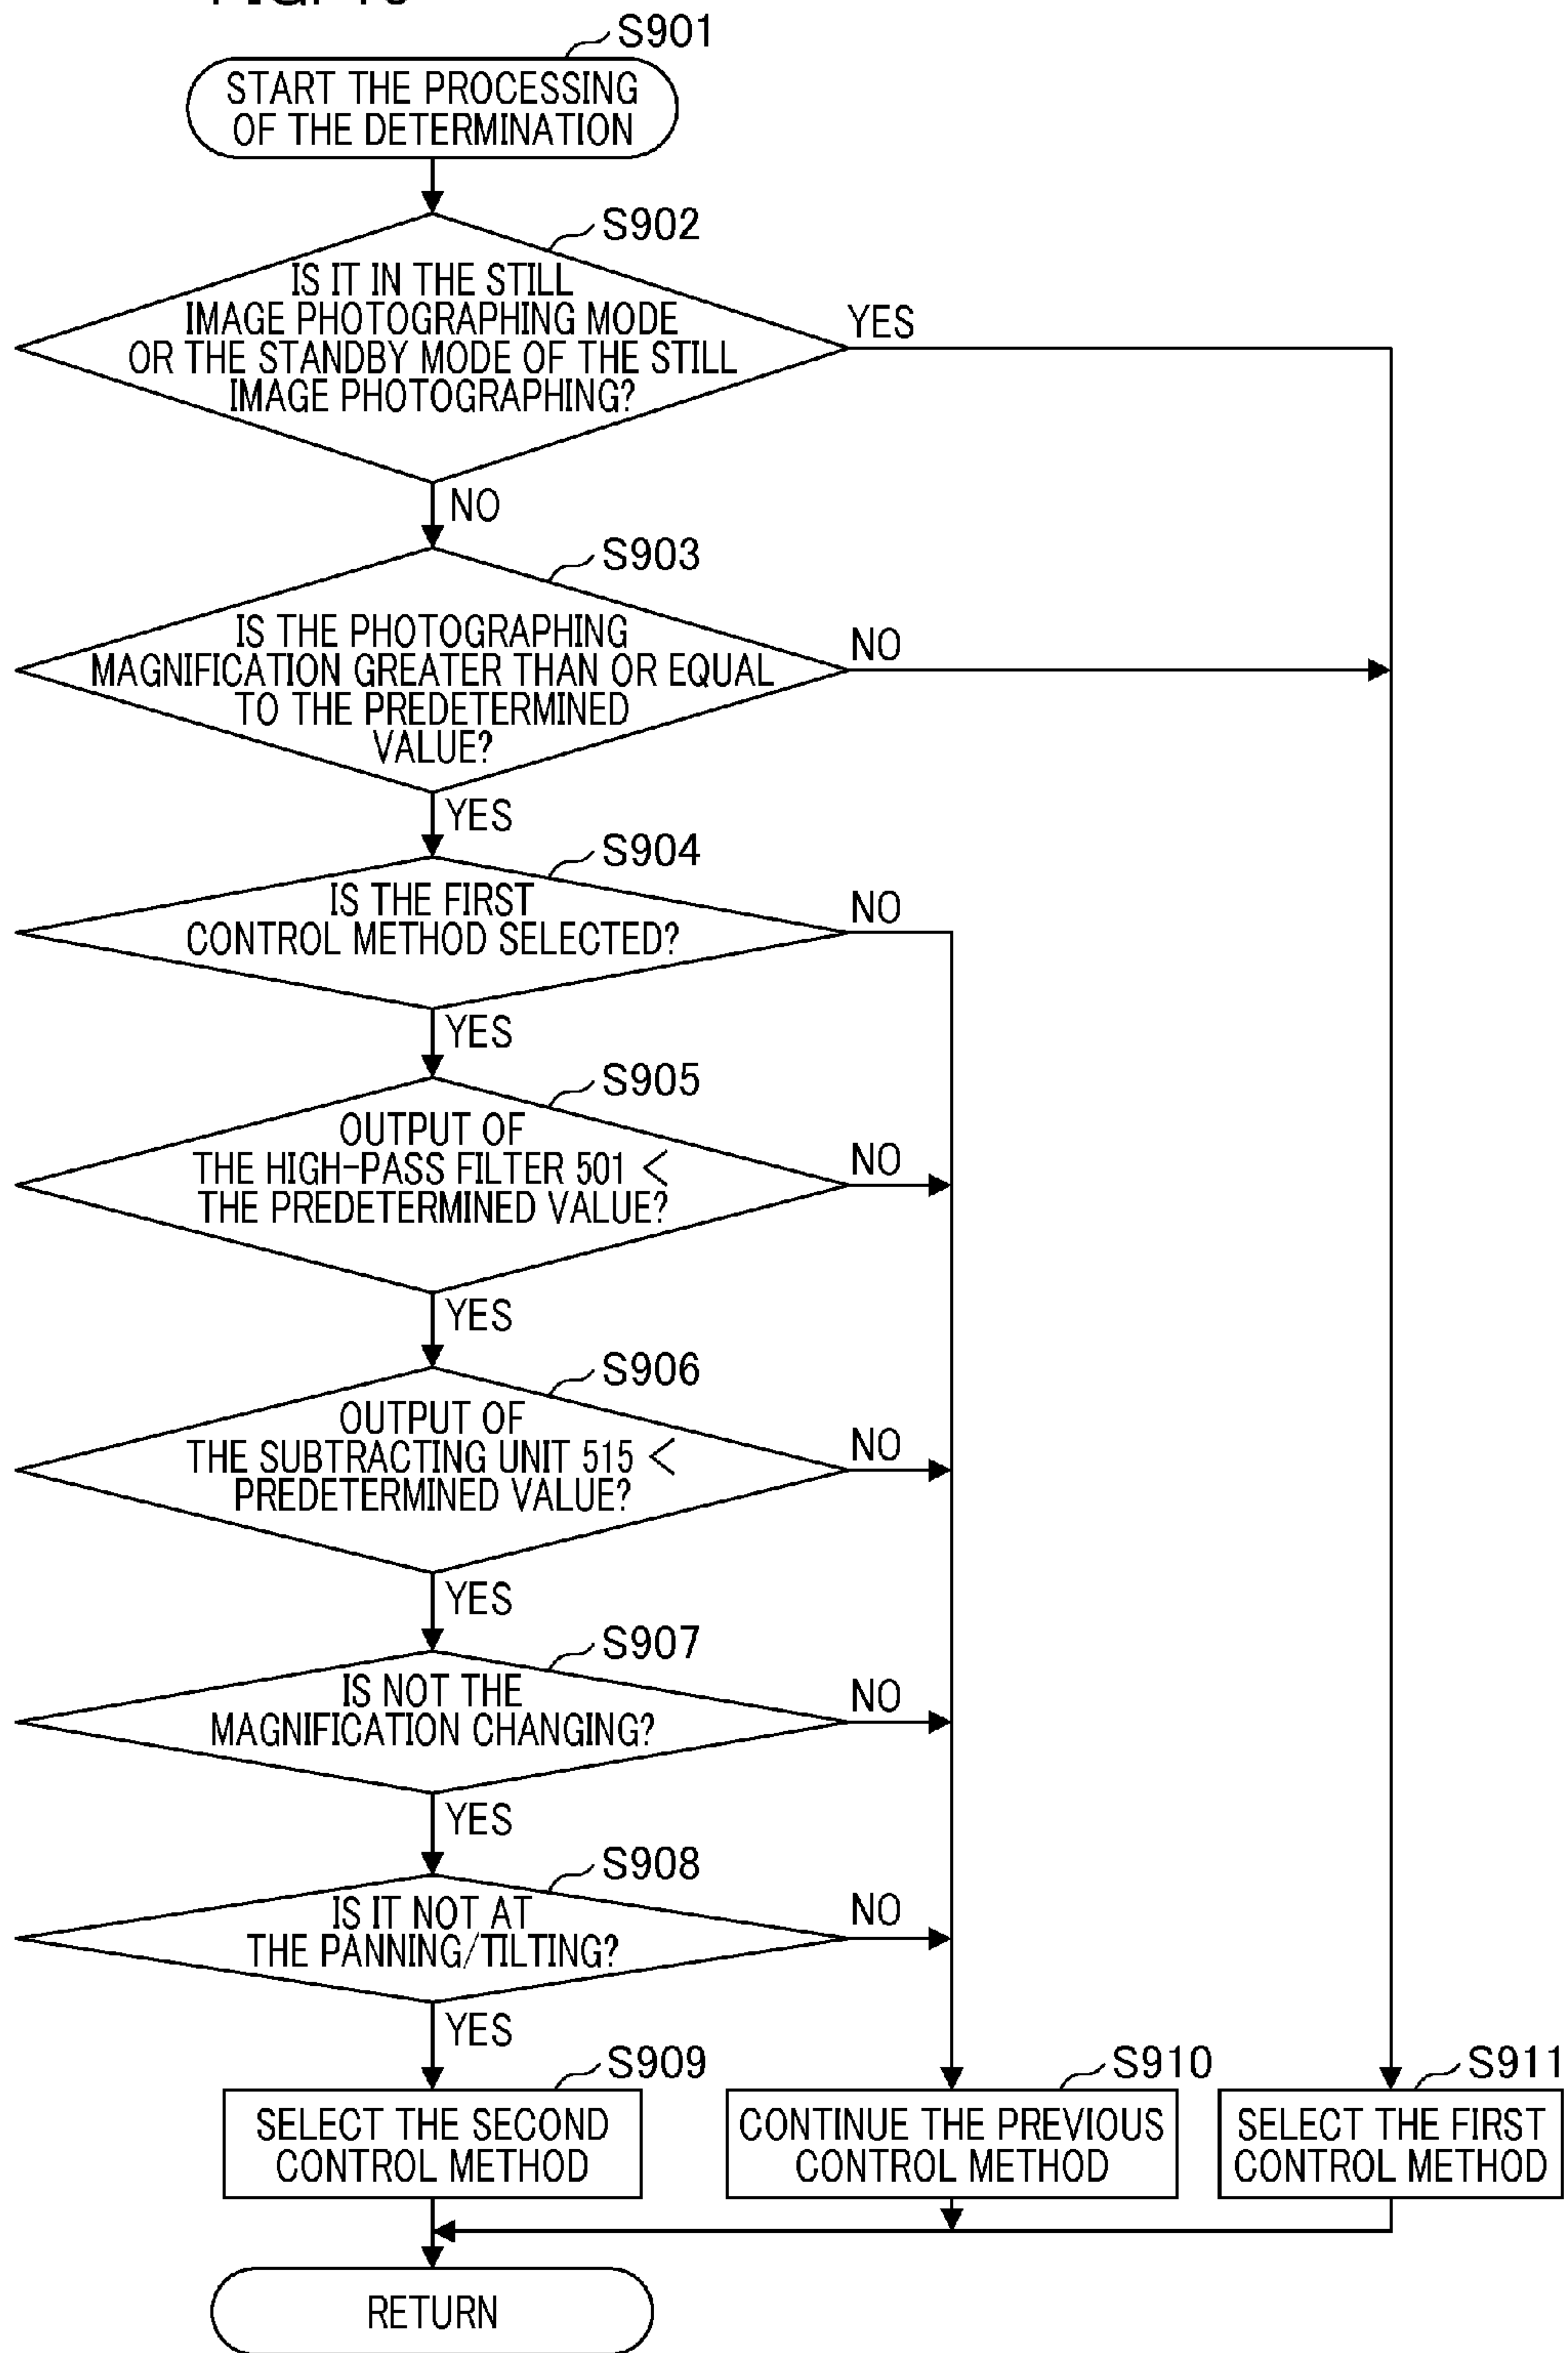 S901
START THE PROCESSING
OF THE DETERMINATION
S902
IS IT IN THE STILL
IMAGE PHOTOGRAPHING MODE
OR THE STANDBY MODE OF THE STILL
IMAGE PHOTOGRAPHING?
YES
NO
S903
IS THE PHOTOGRAPHING
MAGNIFICATION GREATER THAN OR EQUAL
TO THE PREDETERMINED
VALUE?
NO
YES
S904
IS THE FIRST
CONTROL METHOD SELECTED?
NO
YES
S905
OUTPUT OF
THE HIGH-PASS FILTER 501 <
THE PREDETERMINED VALUE?
NO
YES
S906
OUTPUT OF
THE SUBTRACTING UNIT 515 <
PREDETERMINED VALUE?
NO
YES
S907
IS NOT THE
MAGNIFICATION CHANGING?
NO
YES
S908
IS IT NOT AT
THE PANNING/TILTING?
NO
YES
S909
SELECT THE SECOND
CONTROL METHOD
S910
CONTINUE THE PREVIOUS
CONTROL METHOD
S911
SELECT THE FIRST
CONTROL METHOD
RETURN